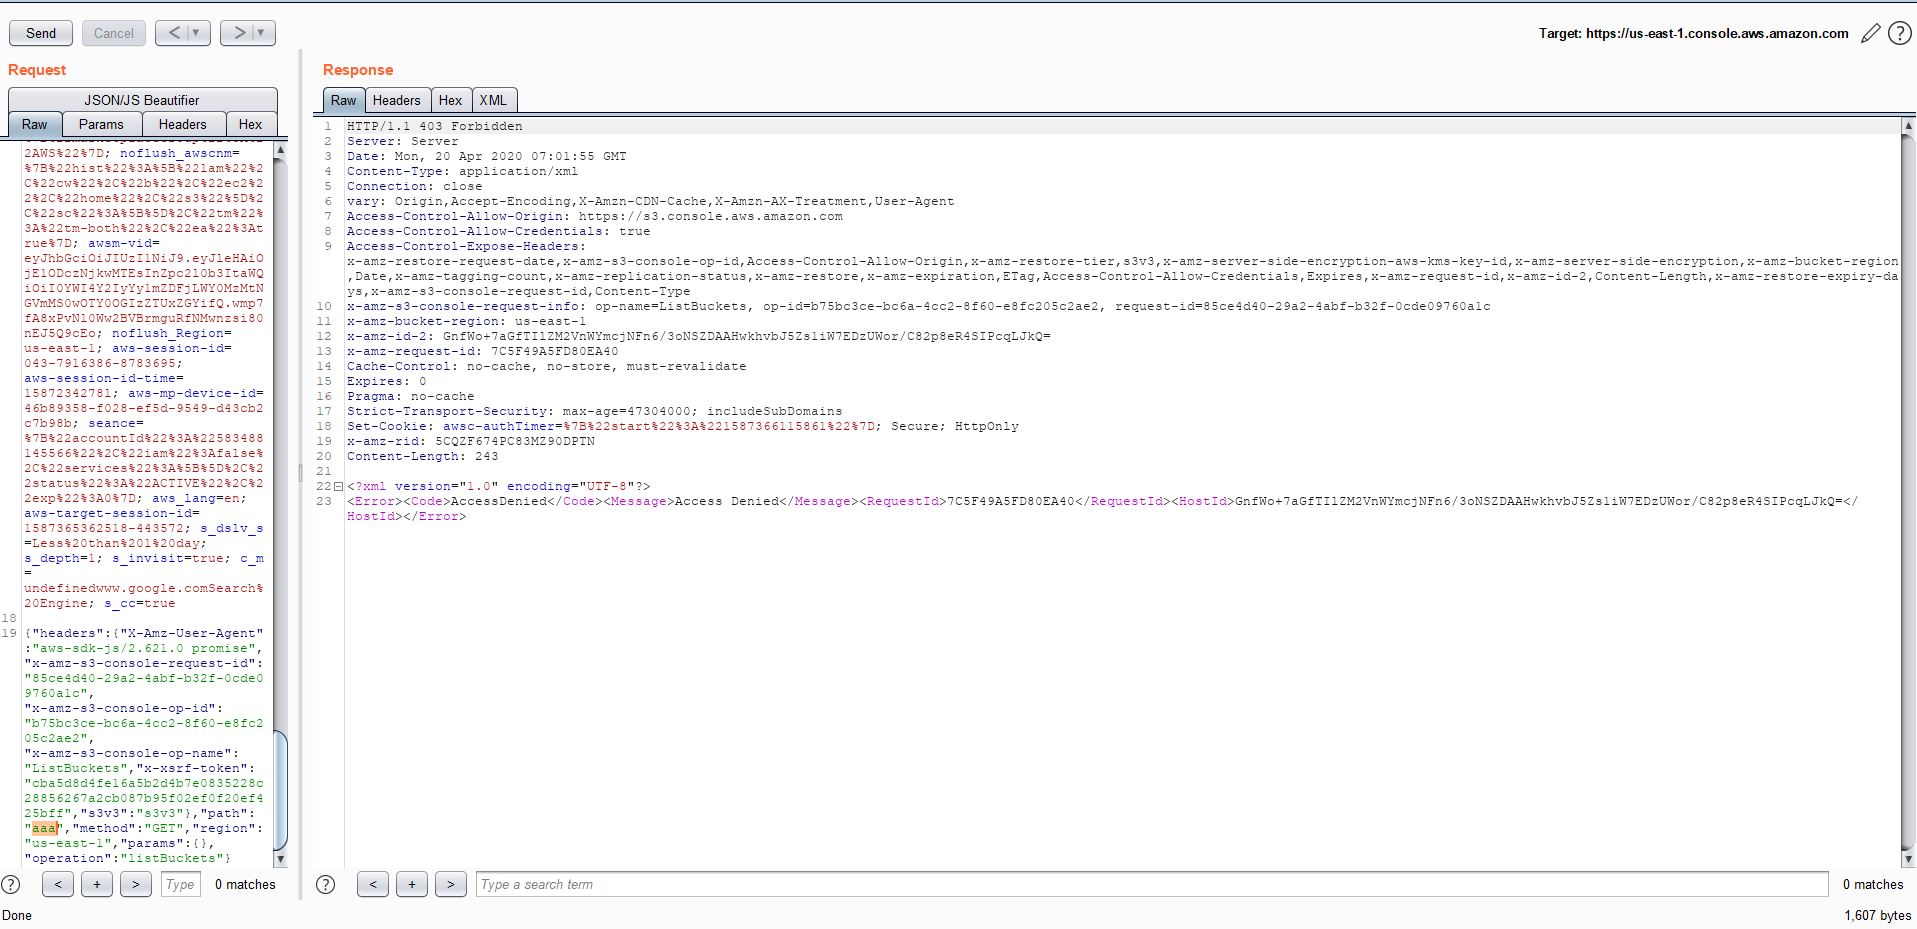 Send
Cancel
<
>
Target: https://us-east-1.console.aws.amazon.com
?
Request
JSON/JS Beautifier
Raw
Params
Headers
Hex
2AWS%22%7D; noflush_awscnm=
%7B%22hist%22%3A%5B%22lam%22%2
C%22cw%22%2C%22b%22%2C%22ec2%2
2%2C%22home%22%2C%22s3%22%5D%2
C%22sc%22%3A%5B%5D%2C%22tm%22%
3A%22tm-both%22%2C%22ea%22%3At
rue%7D; awsm-vid=
noflush_Region=
us-east-1; aws-session-id=
043-7916386-8783695;
aws-session-id-time=
1587234278l; aws-mp-device-id=
46b89358-f028-ef5d-9549-d43cb2
c7b98b; seance=
%7B%22accountId%22%3A%22583488
145566%22%2C%22iam%22%3Afalse%
2C%22services%22%3A%5B%5D%2C%2
2status%22%3A%22ACTIVE%22%2C%2
2exp%22%3A0%7D; aws_lang=en;
aws-target-session-id=
1587365362518-443572; s_dslv_s
=Less%20than%201%20day;
s_depth=1; s_invisit=true; c_m
=
undefinedwww.google.comSearch%
20Engine; s_cc=true
18
19 {"headers":{"X-Amz-User-Agent"
:"aws-sdk-js/2.621.0 promise",
"x-amz-s3-console-request-id":
"85ce4d40-29a2-4abf-b32f-0cde0
9760a1c",
"x-amz-s3-console-op-id":
"b75bc3ce-bc6a-4cc2-8f60-e8fc2
05c2ae2",
"x-amz-s3-console-op-name":
"ListBuckets","x-xsrf-token":
"cba5d8d4fe16a5b2d4b7e0835228c
28856267a2cb087b95f02ef0f20ef4
25bff","s3v3":"s3v3"},"path":
"aaa","method":"GET","region":
"us-east-1","params":{},
"operation":"listBuckets"}
? < + > Type 0 matches
Done
Response
Raw
Headers
Hex
XML
1 HTTP/1.1 403 Forbidden
2 Server: Server
3 Date: Mon, 20 Apr 2020 07:01:55 GMT
4 Content-Type: application/xml
5 Connection: close
6 vary: Origin,Accept-Encoding,X-Amzn-CDN-Cache,X-Amzn-AX-Treatment,User-Agent
7 Access-Control-Allow-Origin: https://s3.console.aws.amazon.com
8 Access-Control-Allow-Credentials: true
9 Access-Control-Expose-Headers:
x-amz-restore-request-date,x-amz-s3-console-op-id,Access-Control-Allow-Origin,x-amz-restore-tier,s3v3,x-amz-server-side-encryption-aws-kms-key-id,x-amz-server-side-encryption,x-amz-bucket-region
,Date,x-amz-tagging-count,x-amz-replication-status,x-amz-restore,x-amz-expiration,ETag,Access-Control-Allow-Credentials,Expires,x-amz-request-id,x-amz-id-2,Content-Length,x-amz-restore-expiry-da
ys,x-amz-s3-console-request-id,Content-Type
10 x-amz-s3-console-request-info: op-name=ListBuckets, op-id=b75bc3ce-bc6a-4cc2-8f60-e8fc205c2ae2, request-id=85ce4d40-29a2-4abf-b32f-0cde09760a1c
11 x-amz-bucket-region: us-east-1
12 x-amz-id-2: GnfWo+7aGfTI1ZM2VnWYmcjNFn6/3oNSZDAAHwkhvbJ5Zs1iW7EDzUWor/C82p8eR4SIPcqLJkQ=
13 x-amz-request-id: 7C5F49A5FD80EA40
14 Cache-Control: no-cache, no-store, must-revalidate
15 Expires: 0
16 Pragma: no-cache
17 Strict-Transport-Security: max-age=47304000; includeSubDomains
18 Set-Cookie: awsc-authTimer=%7B%22start%22%3A%221587366115861%22%7D; Secure; HttpOnly
19 x-amz-rid: 5CQZF674PC83MZ90DPTN
20 Content-Length: 243
21
22 <?xml version="1.0" encoding="UTF-8"?>
23 <Error><Code>AccessDenied</Code><Message>Access Denied</Message><RequestId>7C5F49A5FD80EA40</RequestId><HostId>GnfWo+7aGfTI1ZM2VnWYmcjNFn6/3oNSZDAAHwkhvbJ5Zs1iW7EDzUWor/C82p8eR4SIPcqLJkQ=</
HostId></Error>
? < + > Type a search term 0 matches
1,607 bytes